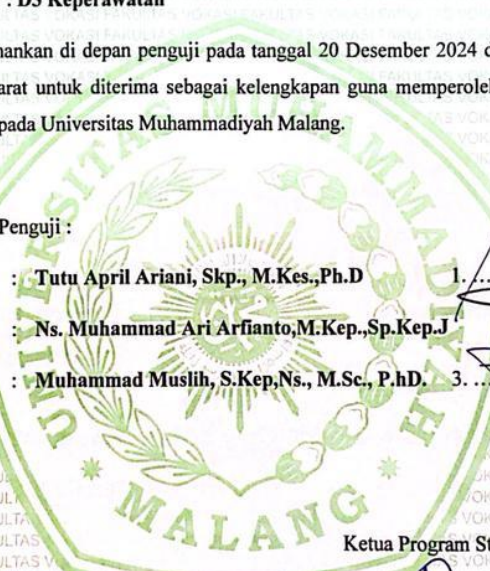 : D3 Keperawatan
ankan di depan penguji pada tanggal 20 Desember 2024 d
arat untuk diterima sebagai kelengkapan guna memperoleh
pada Universitas Muhammadiyah Malang.
Penguji :
: Tutu April Ariani, Skp., M.Kes.,Ph.D 1. ....
: Ns. Muhammad Ari Arfianto,M.Kep.,Sp.Kep.J
: Muhammad Muslih, S.Kep,Ns., M.Sc., P.hD. 3. ...
UNIVERSITAS MUHAMMADIYAH
MALANG
Ketua Program St